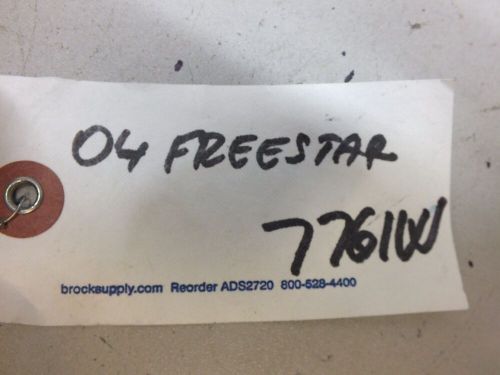 04 FREESTAR
7761W
brocksupply.com Reorder ADS2720 800-528-4400